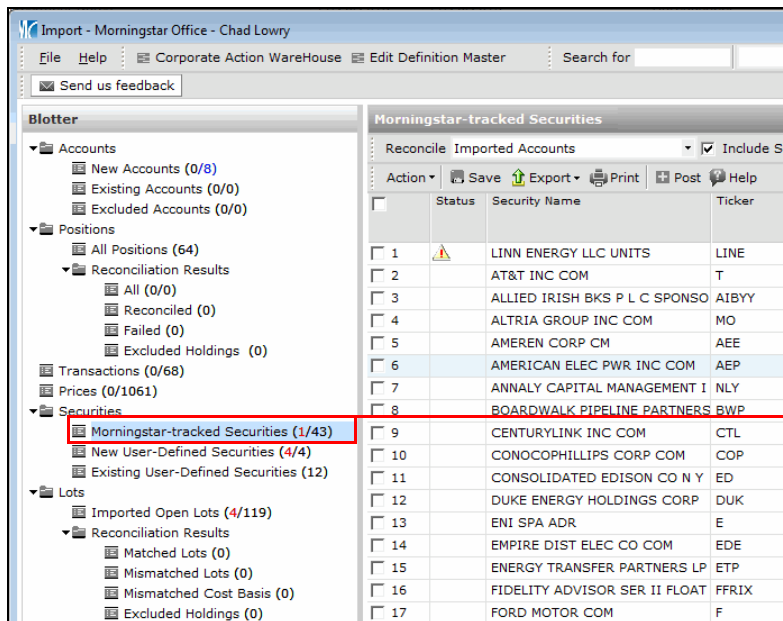 Import - Morningstar Office - Chad Lowry
File Help Corporate Action WareHouse Edit Definition Master Search for
Send us feedback
Blotter
Accounts
New Accounts (0/8)
Existing Accounts (0/0)
Excluded Accounts (0/0)
Positions
All Positions (64)
Reconciliation Results
All (0/0)
Reconciled (0)
Failed (0)
Excluded Holdings (0)
Transactions (0/68)
Prices (0/1061)
Securities
Morningstar-tracked Securities (1/43)
New User-Defined Securities (4/4)
Existing User-Defined Securities (12)
Lots
Imported Open Lots (4/119)
Reconciliation Results
Matched Lots (0)
Mismatched Lots (0)
Mismatched Cost Basis (0)
Excluded Holdings (0)
Morningstar-tracked Securities
Reconcile Imported Accounts Include S
Action Save Export Print Post Help
Status Security Name Ticker
1 LINN ENERGY LLC UNITS LINE
2 AT&T INC COM T
3 ALLIED IRISH BKS P L C SPONSO AIBYY
4 ALTRIA GROUP INC COM MO
5 AMEREN CORP CM AEE
6 AMERICAN ELEC PWR INC COM AEP
7 ANNALY CAPITAL MANAGEMENT I NLY
8 BOARDWALK PIPELINE PARTNERS BWP
9 CENTURYLINK INC COM CTL
10 CONOCOPHILLIPS CORP COM COP
11 CONSOLIDATED EDISON CO N Y ED
12 DUKE ENERGY HOLDINGS CORP DUK
13 ENI SPA ADR E
14 EMPIRE DIST ELEC CO COM EDE
15 ENERGY TRANSFER PARTNERS LP ETP
16 FIDELITY ADVISOR SER II FLOAT FFRIX
17 FORD MOTOR COM F